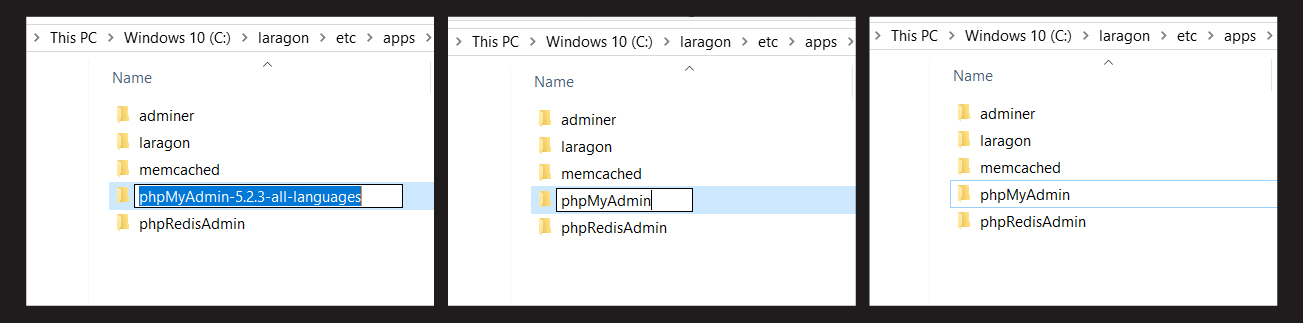 > This PC > Windows 10 (C:) > laragon > etc > apps >
Name
adminer
laragon
memcached
phpMyAdmin-5.2.3-all-languages
phpRedisAdmin
> This PC > Windows 10 (C:) > laragon > etc > apps >
Name
adminer
laragon
memcached
phpMyAdmin
phpRedisAdmin
> This PC > Windows 10 (C:) > laragon > etc > apps >
Name
adminer
laragon
memcached
phpMyAdmin
phpRedisAdmin